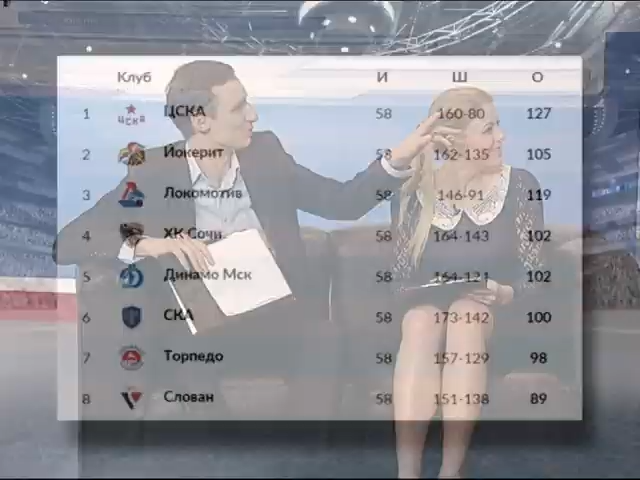 Клуб И Ш О
1 ЦСКА 58 160-80 127
2 Йокерит 58 162-135 105
3 Локомотив 58 146-91 119
4 ХК Сочи 58 164-143 102
5 Динамо Мск 58 164-121 102
6 СКА 58 173-142 100
7 Торпедо 58 157-129 98
8 Слован 58 151-138 89